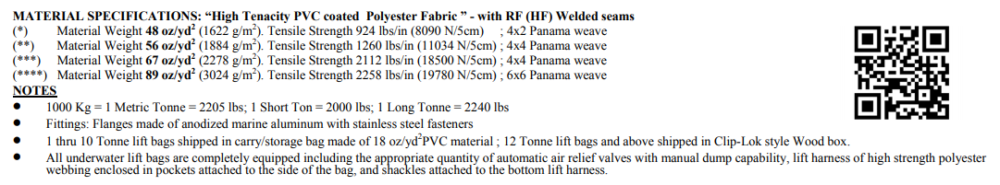 MATERIAL SPECIFICATIONS: “High Tenacity PVC coated Polyester Fabric ” - with RF (HF) Welded seams
(*) Material Weight 48 oz/yd² (1622 g/m²). Tensile Strength 924 lbs/in (8090 N/5cm) ; 4x2 Panama weave
(**) Material Weight 56 oz/yd² (1884 g/m²). Tensile Strength 1260 lbs/in (11034 N/5cm) ; 4x4 Panama weave
(***) Material Weight 67 oz/yd² (2278 g/m²). Tensile Strength 2112 lbs/in (18500 N/5cm) ; 4x4 Panama weave
(****) Material Weight 89 oz/yd² (3024 g/m²). Tensile Strength 2258 lbs/in (19780 N/5cm) ; 6x6 Panama weave
NOTES
● 1000 Kg = 1 Metric Tonne = 2205 lbs; 1 Short Ton = 2000 lbs; 1 Long Tonne = 2240 lbs
● Fittings: Flanges made of anodized marine aluminum with stainless steel fasteners
● 1 thru 10 Tonne lift bags shipped in carry/storage bag made of 18 oz/yd²PVC material ; 12 Tonne lift bags and above shipped in Clip-Lok style Wood box.
● All underwater lift bags are completely equipped including the appropriate quantity of automatic air relief valves with manual dump capability, lift harness of high strength polyester
webbing enclosed in pockets attached to the side of the bag, and shackles attached to the bottom lift harness.